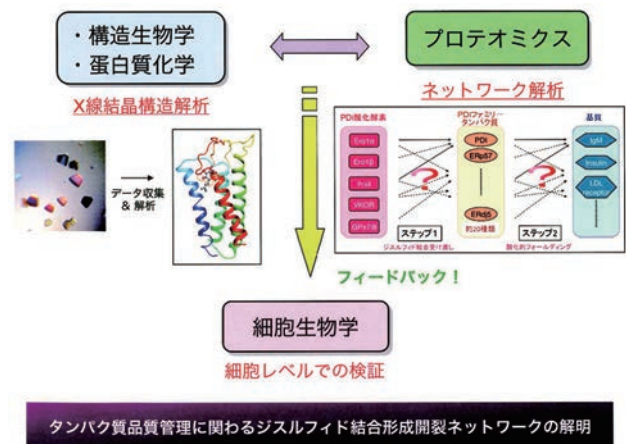 ・構造生物学
・蛋白質化学
プロテオミクス
X線結晶構造解析
ネットワーク解析
データ収集
& 解析
PDI酸化酵素
Ero1α
Ero1β
Prx4
VKOR
GPx7/8
PDIファミリー
タンパク質
PDI
ERp57
ERdj5
約20種類
基質
IgM
Insulin
LDL
receptor
?
?
ステップ1
ジスルフィド結合受け渡し
ステップ2
酸化的フォールディング
フィードバック!
細胞生物学
細胞レベルでの検証
タンパク質品質管理に関わるジスルフィド結合形成開裂ネットワークの解明